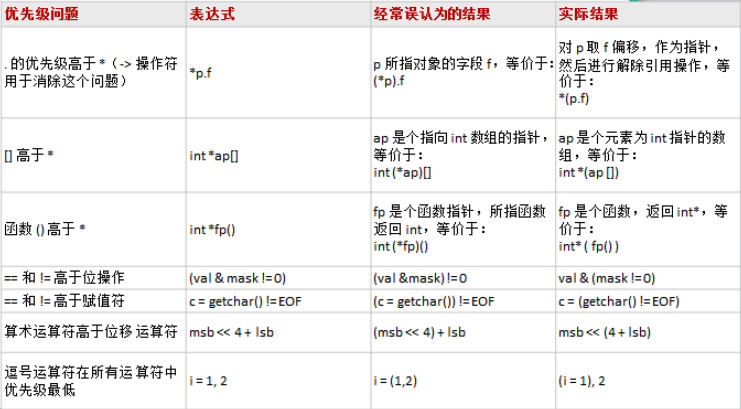 优先级问题 表达式 经常误认为的结果 实际结果
. 的优先级高于 *（-> 操作符
用于消除这个问题）
*p.f
p 所指对象的字段 f，等价于：
(*p).f
对 p 取 f 偏移，作为指针，
然后进行解除引用操作，等
价于：
*(p.f)
[] 高于 *
int *ap[]
ap 是个指向 int 数组的指针，
等价于：
int (*ap)[]
ap 是个元素为 int 指针的数
组，等价于：
int *(ap [])
函数 () 高于 *
int *fp()
fp 是个函数指针，所指函数
返回 int，等价于：
int (*fp)()
fp 是个函数，返回 int*，等
价于：
int* ( fp() )
== 和 != 高于位操作 (val & mask != 0) (val &mask) != 0 val & (mask != 0)
== 和 != 高于赋值符 c = getchar() != EOF (c = getchar()) != EOF c = (getchar() != EOF)
算术运算符高于位移 运算符 msb << 4 + lsb (msb << 4) + lsb msb << (4 + lsb)
逗号运算符在所有运 算符中
优先级最低
i = 1, 2
i = (1,2)
(i = 1), 2